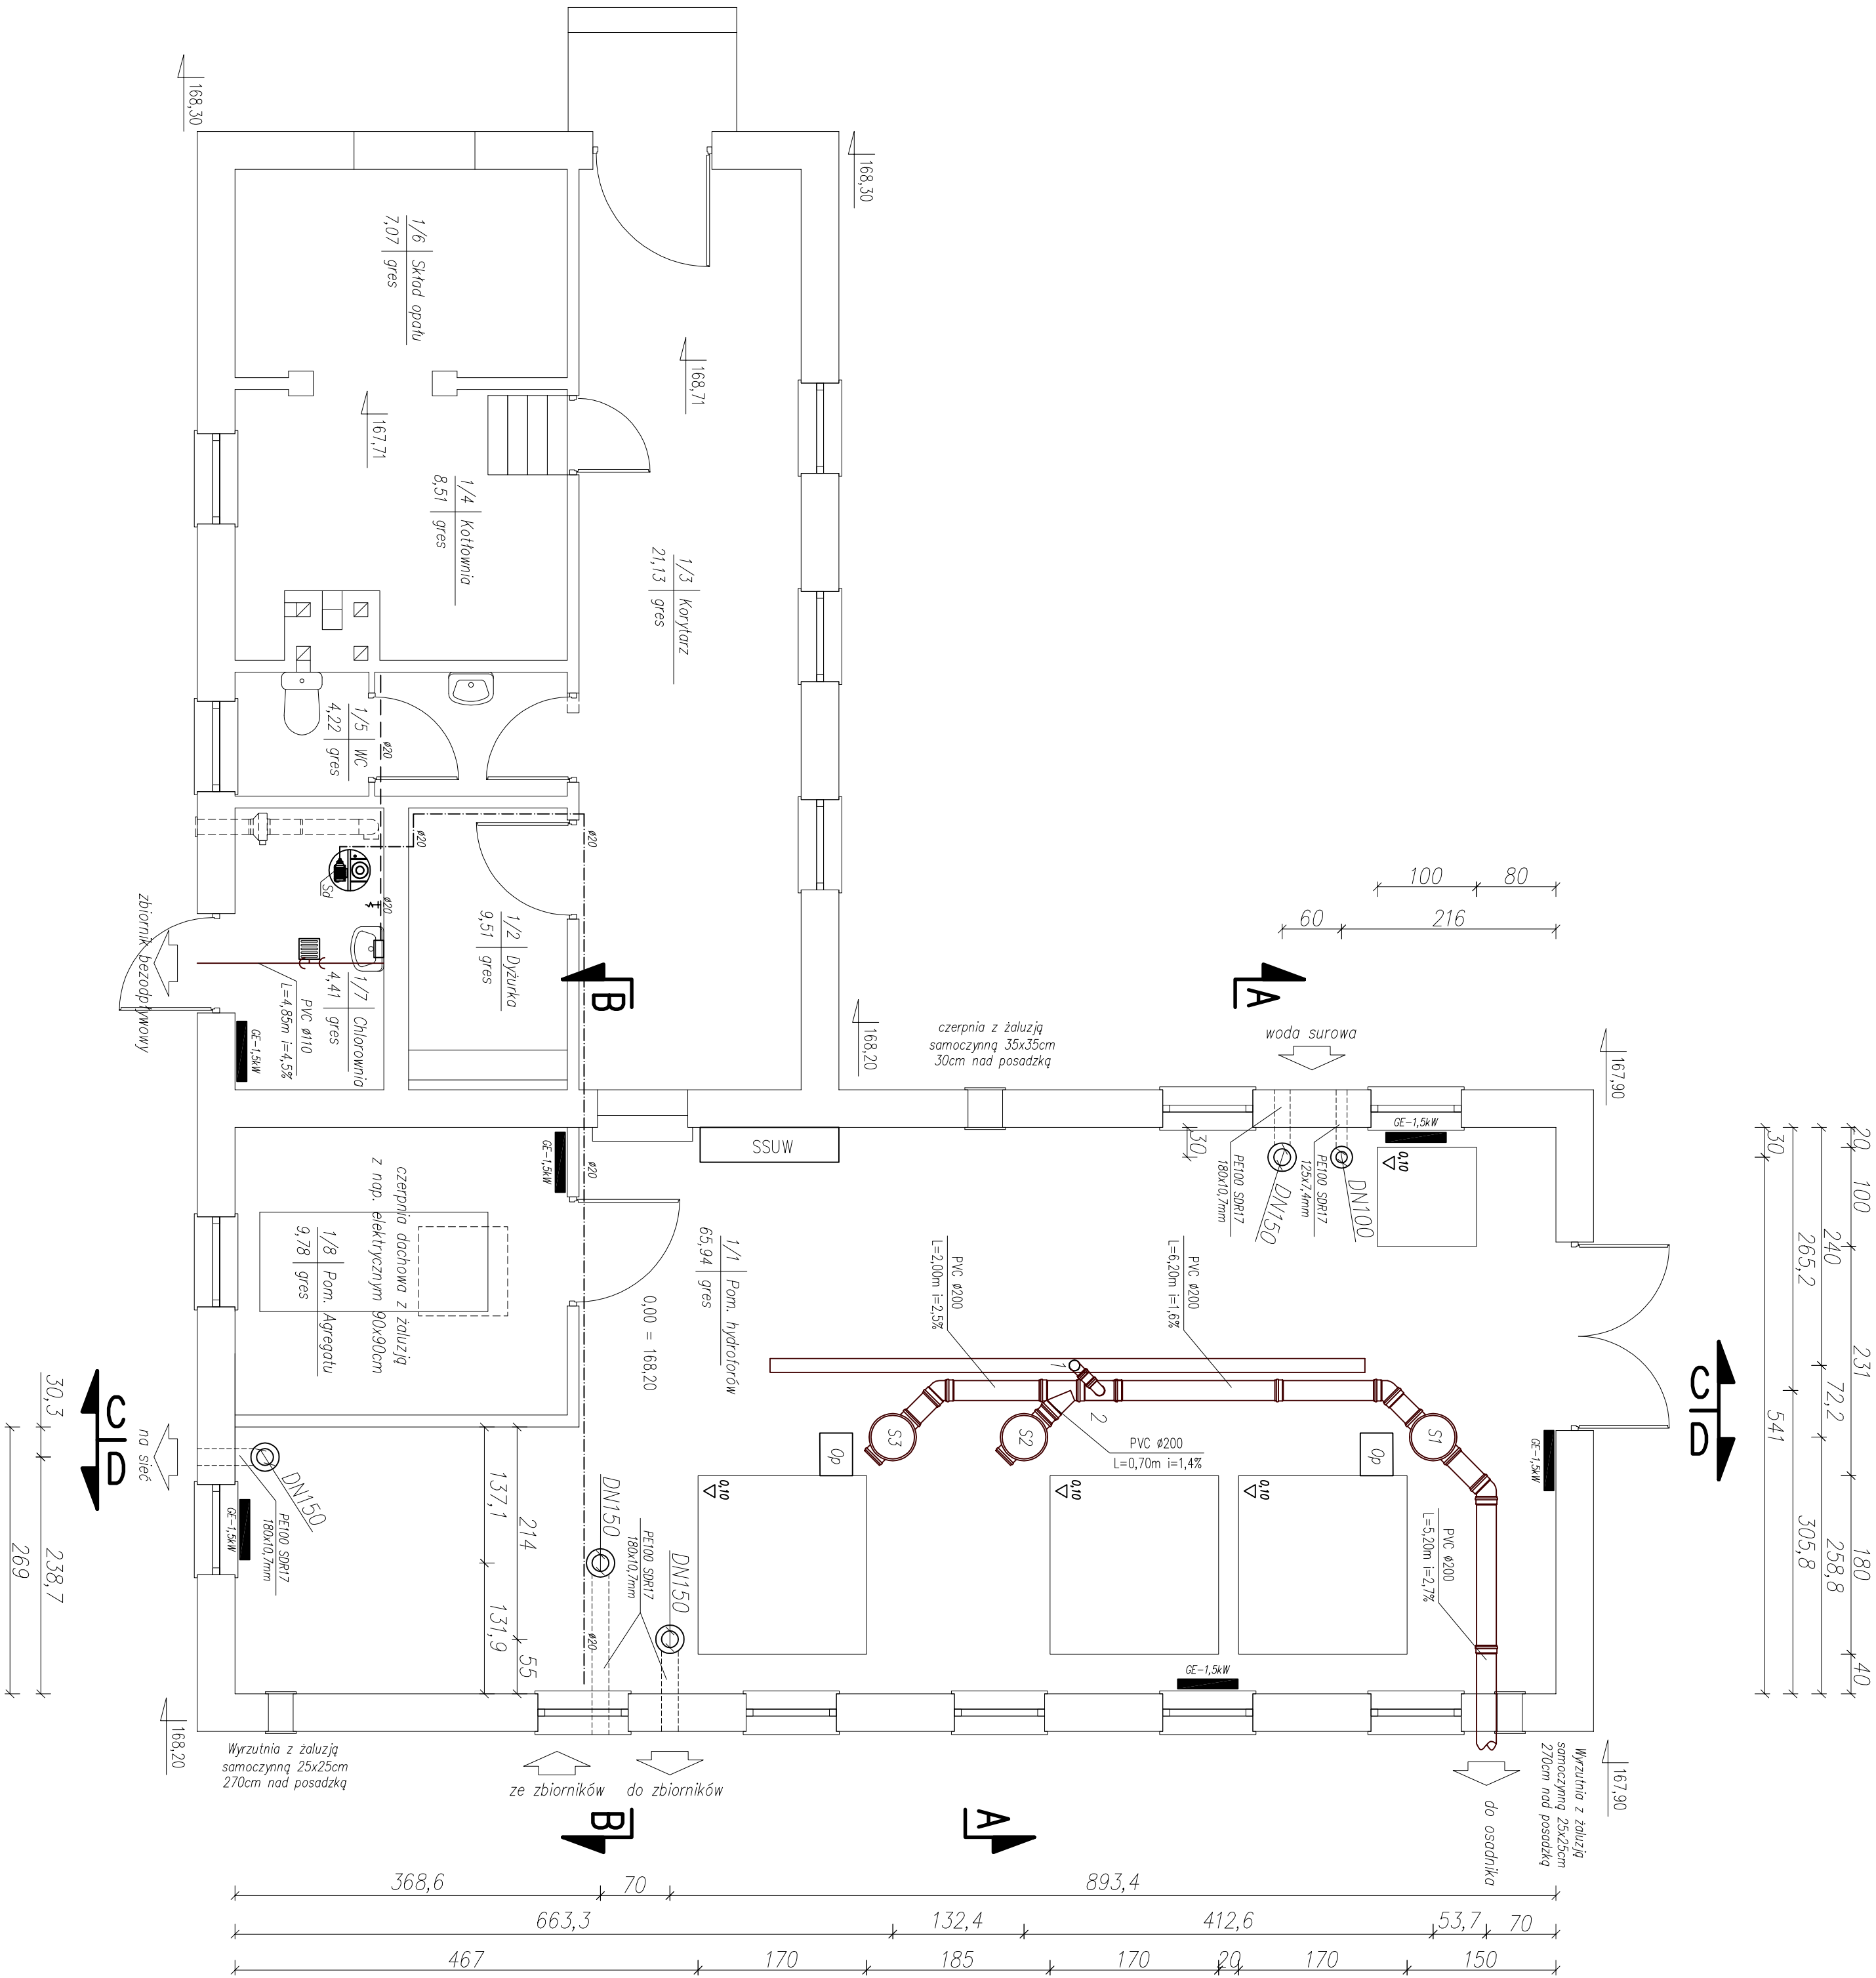 168,30
168,30
1/6 Skład opału
7,07 gres
168,71
167,71
1/4 Kotłownia
8,51 gres
1/3 Korytarz
21,13 gres
1/5 WC
4,22 gres
ø20
ø20
ø20
ø20
Sd
1/2 Dyżurka
9,51 gres
1/7 Chlorownia
4,41 gres
PVC ø110
L=4,85m i=4,5%
zbiornik bezodpływowy
GE-1,5kW
B
A
100
80
60
216
168,20
czerpnia z żaluzją
samoczynną 35x35cm
30cm nad posadzką
woda surowa
167,90
GE-1,5kW
ø20
SSUW
30
PE100 SDR17
180x10,7mm
DN150
PE100 SDR17
125x7,4mm
DN100
GE-1,5kW
0,10
czerpnia dachowa z żaluzją
z nap. elektrycznym 90x90cm
1/8 Pom. Agregatu
9,78 gres
1/1 Pom. hydroforów
65,94 gres
0,00 = 168,20
PVC ø200
L=2,00m i=2,5%
PVC ø200
L=6,20m i=1,6%
1
2
S3
S2
S1
PVC ø200
L=0,70m i=1,4%
Op
Op
GE-1,5kW
0,10
0,10
0,10
PVC ø200
L=5,20m i=2,7%
C
D
C
D
na sieć
DN150
PE100 SDR17
180x10,7mm
GE-1,5kW
137,1
131,9
214
55
DN150
PE100 SDR17
180x10,7mm
DN150
ø20
GE-1,5kW
30,3
238,7
269
20
100
231
180
40
240
72,2
258,8
265,2
305,8
30
541
168,20
Wyrzutnia z żaluzją
samoczynną 25x25cm
270cm nad posadzką
ze zbiorników
do zbiorników
B
A
do osadnika
Wyrzutnia z żaluzją
samoczynną 25x25cm
270cm nad posadzką
167,90
368,6
70
893,4
663,3
132,4
412,6
53,7
70
467
170
185
170
20
170
150